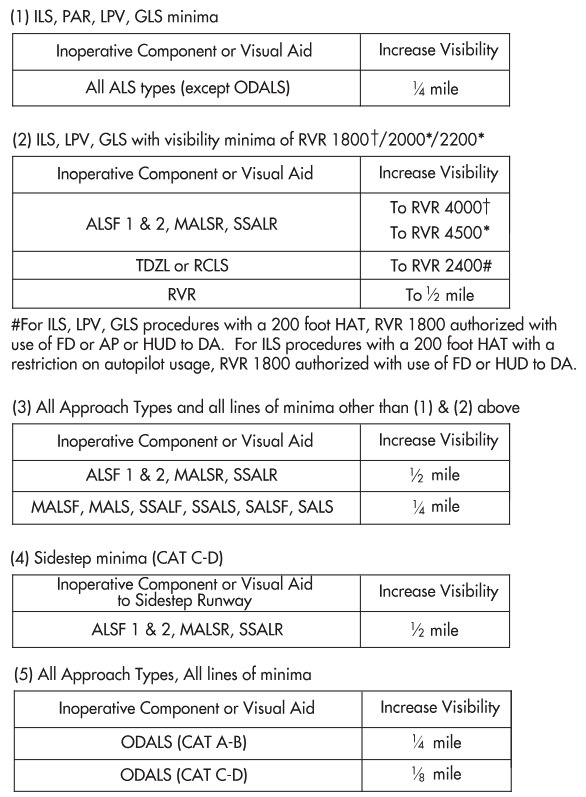 (1) ILS, PAR, LPV, GLS minima
Inoperative Component or Visual Aid Increase Visibility
All ALS types (except ODALS) ¼ mile
(2) ILS, LPV, GLS with visibility minima of RVR 1800†/2000*/2200*
Inoperative Component or Visual Aid Increase Visibility
ALSF 1 & 2, MALSR, SSALR To RVR 4000†
To RVR 4500*
TDZL or RCLS To RVR 2400#
RVR To ½ mile
#For ILS, LPV, GLS procedures with a 200 foot HAT, RVR 1800 authorized with
use of FD or AP or HUD to DA. For ILS procedures with a 200 foot HAT with a
restriction on autopilot usage, RVR 1800 authorized with use of FD or HUD to DA.
(3) All Approach Types and all lines of minima other than (1) & (2) above
Inoperative Component or Visual Aid Increase Visibility
ALSF 1 & 2, MALSR, SSALR ½ mile
MALSF, MALS, SSALF, SSALS, SALSF, SALS ¼ mile
(4) Sidestep minima (CAT C-D)
Inoperative Component or Visual Aid
to Sidestep Runway Increase Visibility
ALSF 1 & 2, MALSR, SSALR ½ mile
(5) All Approach Types, All lines of minima
Inoperative Component or Visual Aid Increase Visibility
ODALS (CAT A-B) ¼ mile
ODALS (CAT C-D) ⅛ mile